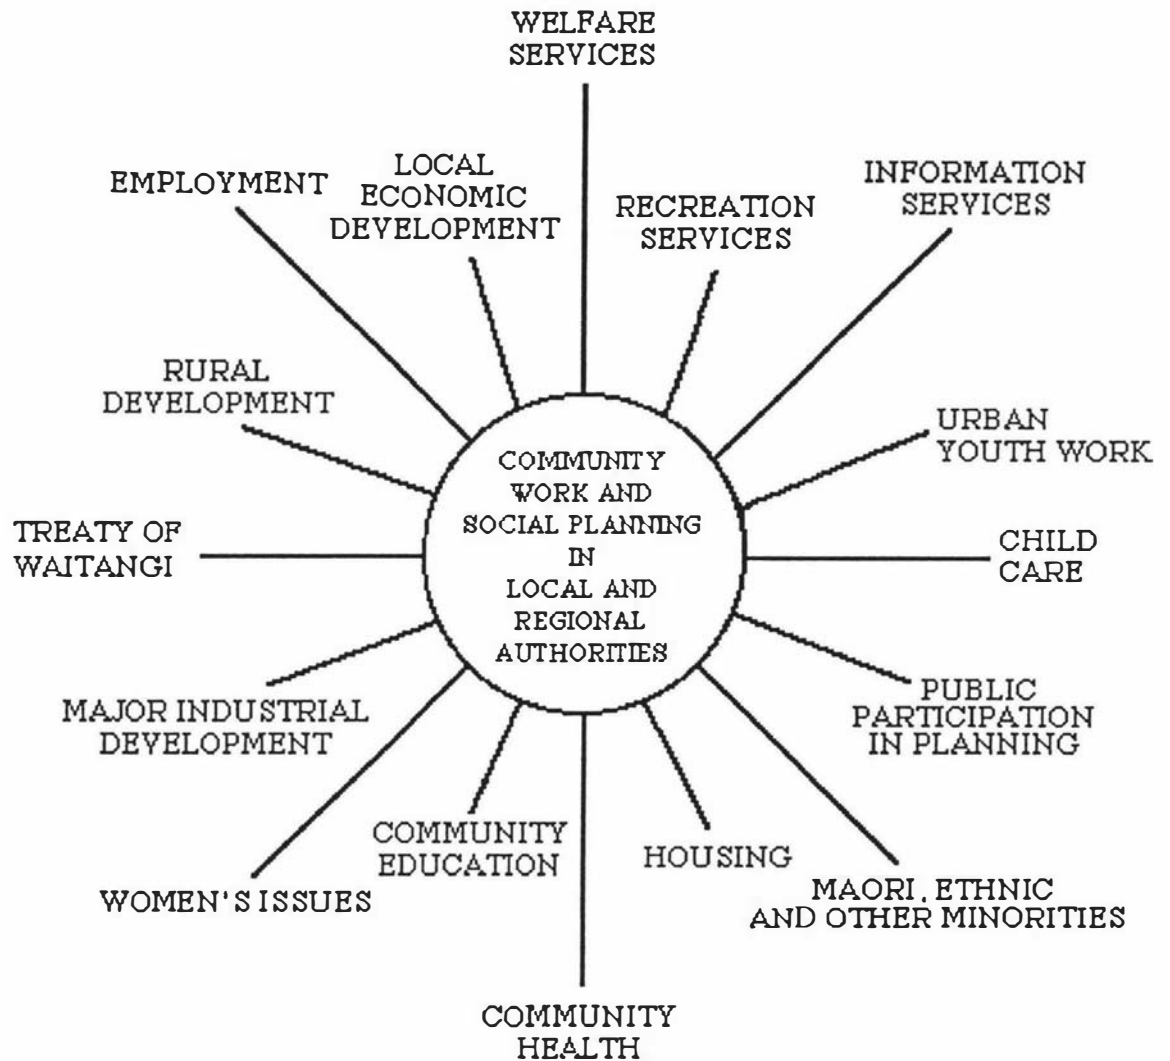 WELFARE
SERVICES
EMPLOYMENT
LOCAL
ECONOMIC
DEVELOPMENT
RECREATION
SERVICES
INFORMATION
SERVICES
RURAL
DEVELOPMENT
URBAN
YOUTH WORK
COMMUNITY
WORK AND
SOCIAL PLANNING
IN
LOCAL AND
REGIONAL
AUTHORITIES
TREATY OF
WAITANGI
CHILD
CARE
MAJOR INDUSTRIAL
DEVELOPMENT
PUBLIC
PARTICIPATION
IN PLANNING
COMMUNITY
EDUCATION
HOUSING
WOMEN'S ISSUES
MAORI, ETHNIC
AND OTHER MINORITIES
COMMUNITY
HEALTH